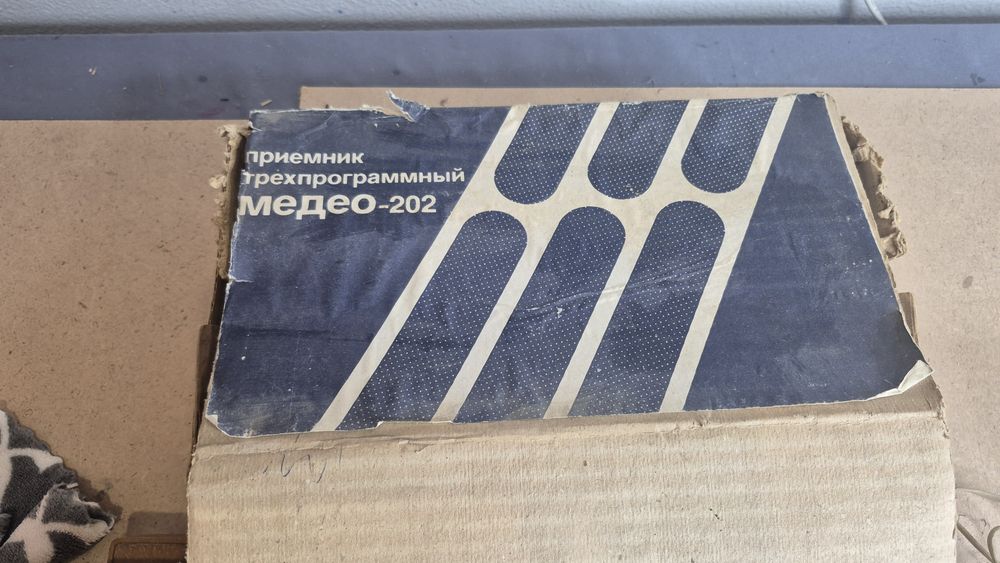 приемник
трехпрограммный
медео-202